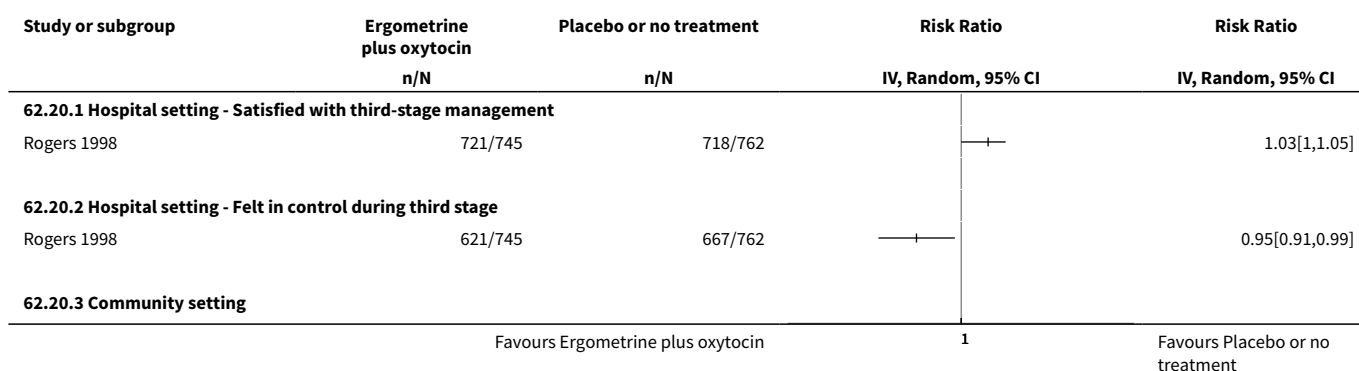 Study or subgroup Ergometrine plus oxytocin Placebo or no treatment Risk Ratio Risk Ratio
n/N n/N IV, Random, 95% CI IV, Random, 95% CI
62.20.1 Hospital setting - Satisfied with third-stage management
Rogers 1998 721/745 718/762 1.03[1,1.05]
62.20.2 Hospital setting - Felt in control during third stage
Rogers 1998 621/745 667/762 0.95[0.91,0.99]
62.20.3 Community setting
Favours Ergometrine plus oxytocin 1 Favours Placebo or no
treatment